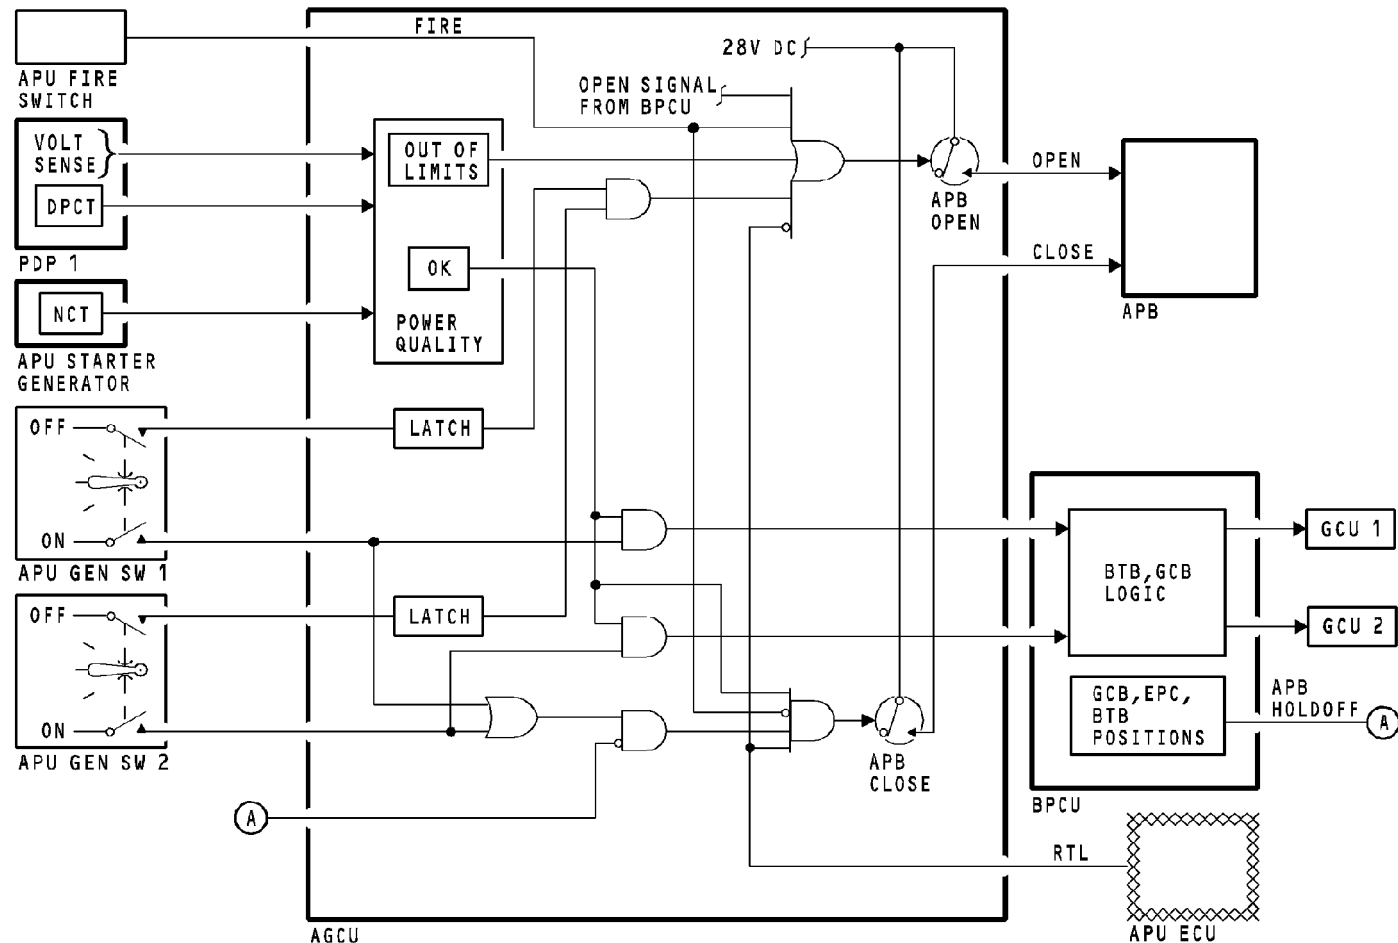 FIRE
28V DC
APU FIRE
SWITCH
OPEN SIGNAL
FROM BPCU
VOLT
SENSE
DPCT
PDP 1
OUT OF
LIMITS
OK
POWER
QUALITY
APB
OPEN
OPEN
CLOSE
APB
NCT
APU STARTER
GENERATOR
OFF
ON
APU GEN SW 1
LATCH
OFF
ON
APU GEN SW 2
LATCH
BTB,GCB
LOGIC
GCU 1
GCU 2
GCB,EPC,
BTB
POSITIONS
APB
HOLDOFF
A
BPCU
APB
CLOSE
A
RTL
APU ECU
AGCU